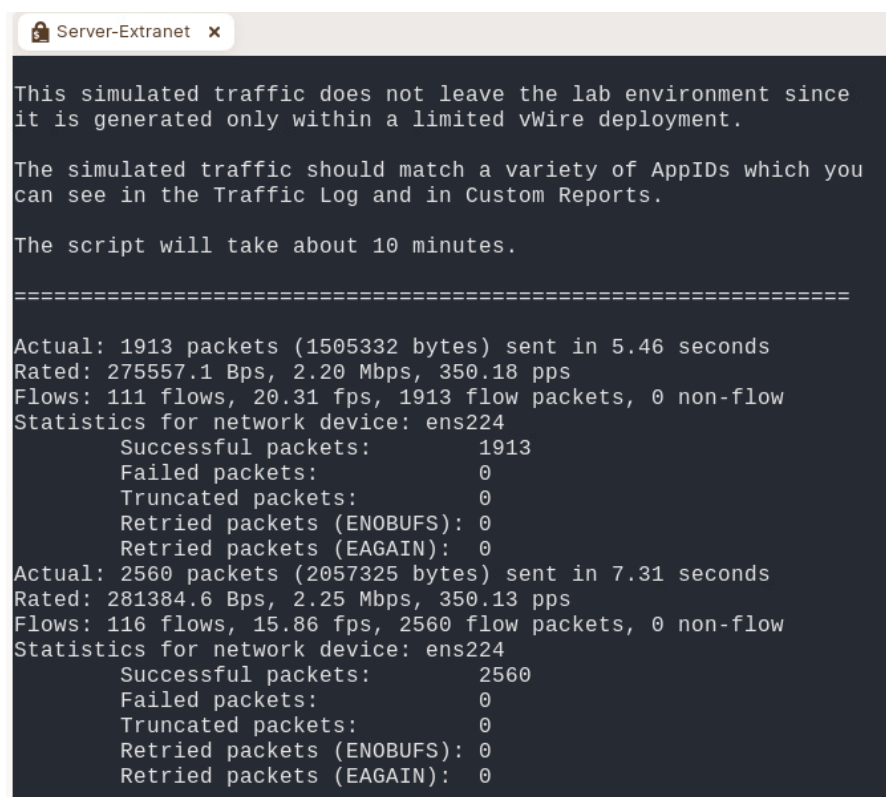 Server-Extranet ×
This simulated traffic does not leave the lab environment since
it is generated only within a limited vWire deployment.
The simulated traffic should match a variety of AppIDs which you
can see in the Traffic Log and in Custom Reports.
The script will take about 10 minutes.
===============================================================
Actual: 1913 packets (1505332 bytes) sent in 5.46 seconds
Rated: 275557.1 Bps, 2.20 Mbps, 350.18 pps
Flows: 111 flows, 20.31 fps, 1913 flow packets, 0 non-flow
Statistics for network device: ens224
Successful packets: 1913
Failed packets: 0
Truncated packets: 0
Retried packets (ENOBUFS): 0
Retried packets (EAGAIN): 0
Actual: 2560 packets (2057325 bytes) sent in 7.31 seconds
Rated: 281384.6 Bps, 2.25 Mbps, 350.13 pps
Flows: 116 flows, 15.86 fps, 2560 flow packets, 0 non-flow
Statistics for network device: ens224
Successful packets: 2560
Failed packets: 0
Truncated packets: 0
Retried packets (ENOBUFS): 0
Retried packets (EAGAIN): 0